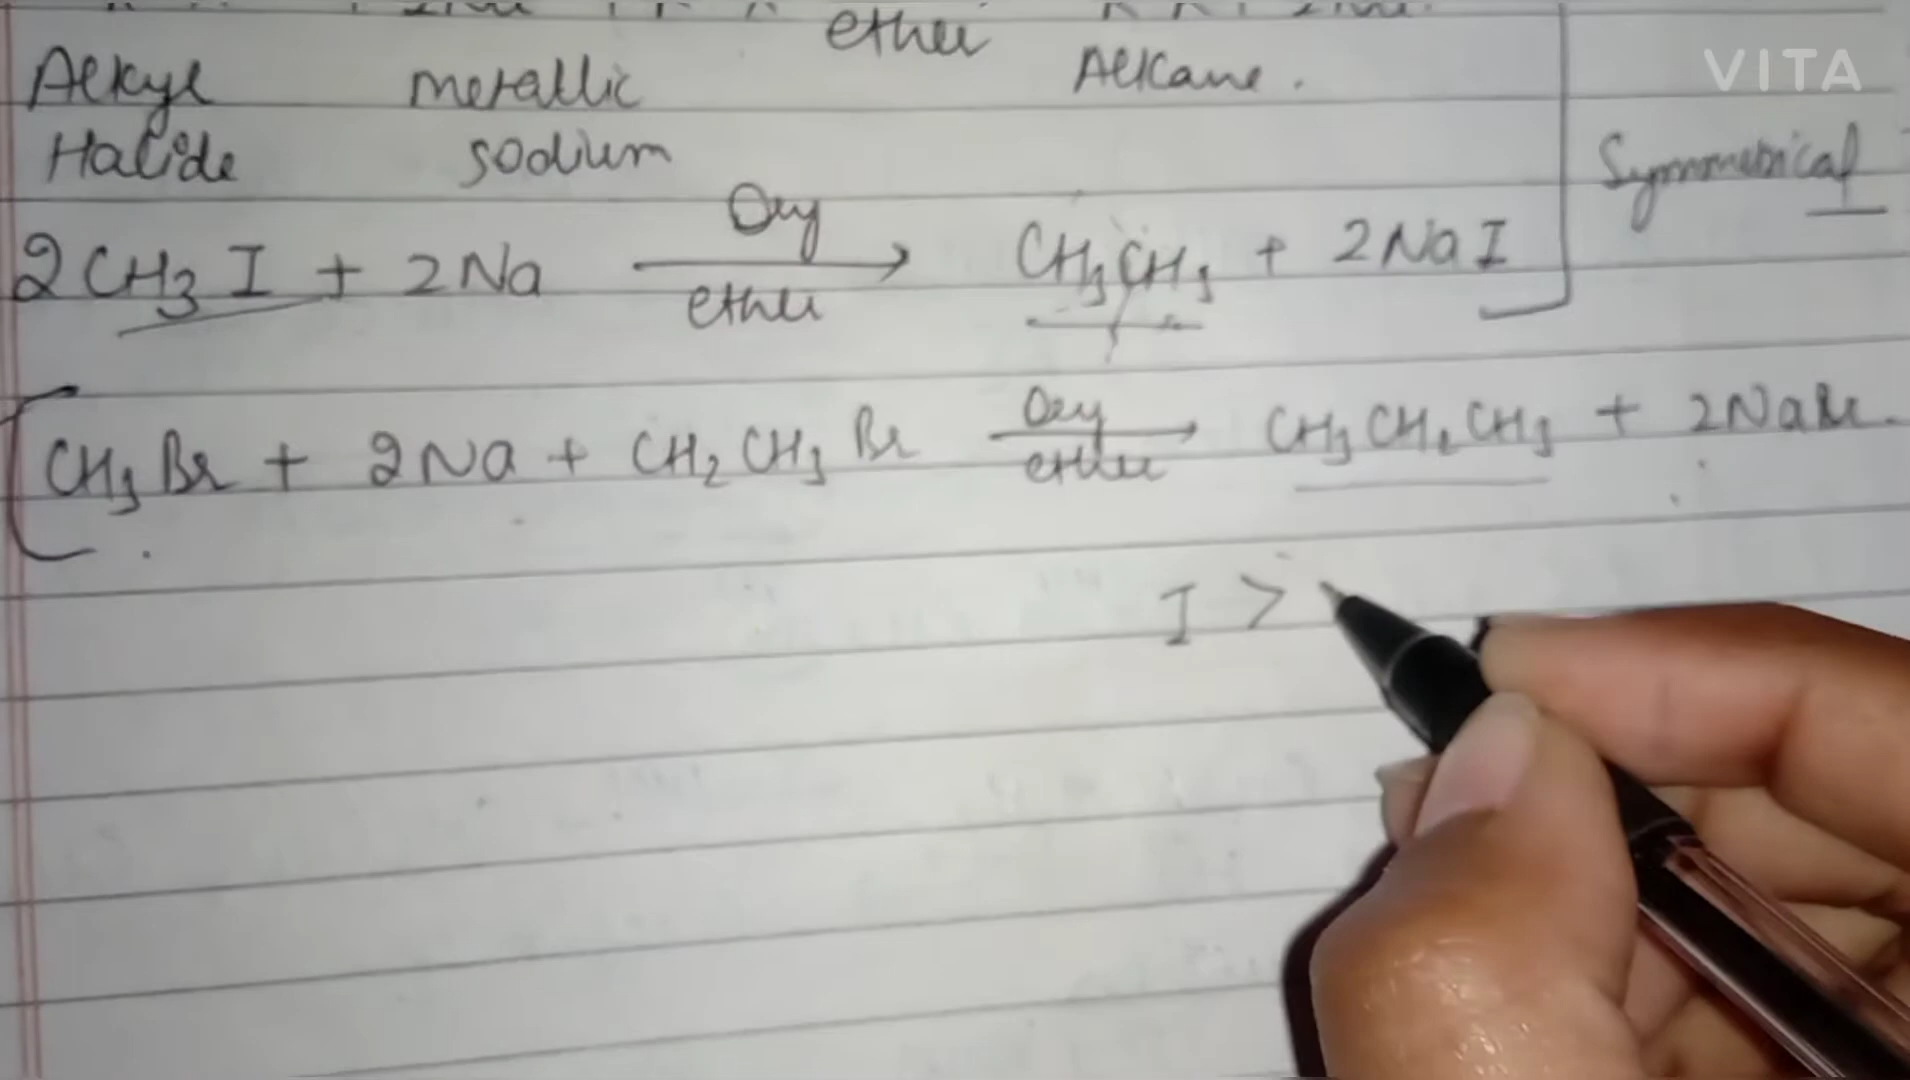 ether
Alkyl metallic Alkane.
Halide sodium
VITA
Symmetrical
2CH3I + 2Na Dry ether → CH3CH3 + 2NaI
CH3Br + 2Na + CH2CH3Br Dry ether → CH3CH2CH3 + 2NaBr.
I >